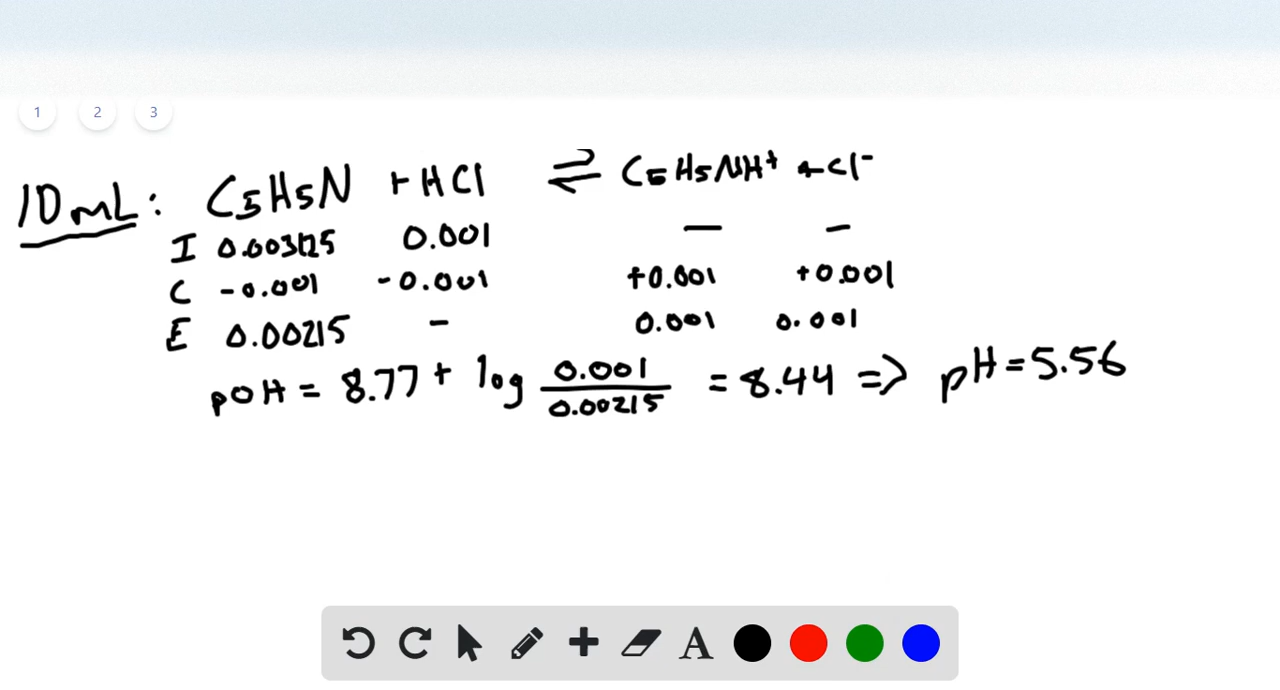 1 2 3
10mL: C5H5N + HCl ⇌ C5H5NH+ + Cl-
I 0.003125 0.001 — -
C -0.001 -0.001 +0.001 +0.001
E 0.00215 - 0.001 0.001
pOH = 8.77 + log 0.001/0.00215 = 8.44 => pH = 5.56
A